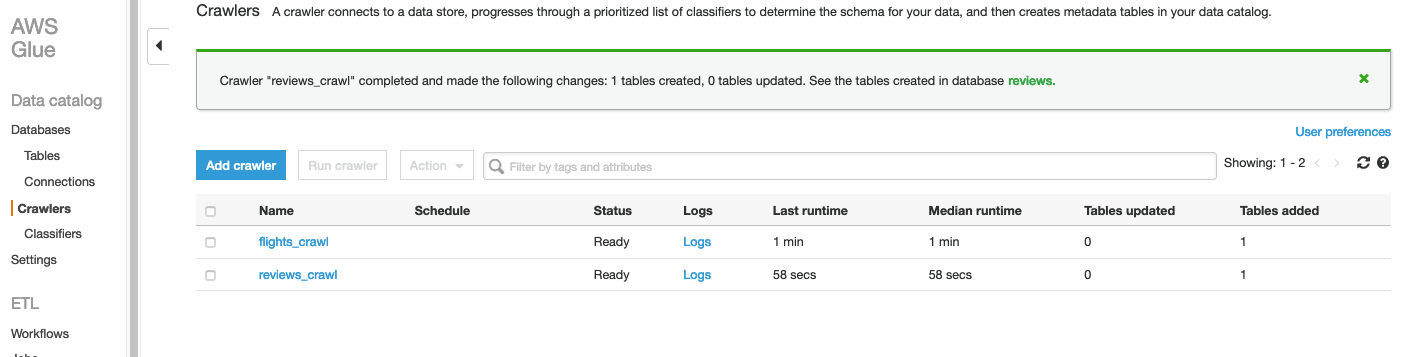 AWS
Glue
Data catalog
Databases
Tables
Connections
Crawlers
Classifiers
Settings
ETL
Workflows
Crawlers A crawler connects to a data store, progresses through a prioritized list of classifiers to determine the schema for your data, and then creates metadata tables in your data catalog.
Crawler "reviews_crawl" completed and made the following changes: 1 tables created, 0 tables updated. See the tables created in database reviews.
User preferences
Add crawler Run crawler Action Filter by tags and attributes Showing: 1 - 2
Name Schedule Status Logs Last runtime Median runtime Tables updated Tables added
flights_crawl Ready Logs 1 min 1 min 0 1
reviews_crawl Ready Logs 58 secs 58 secs 0 1